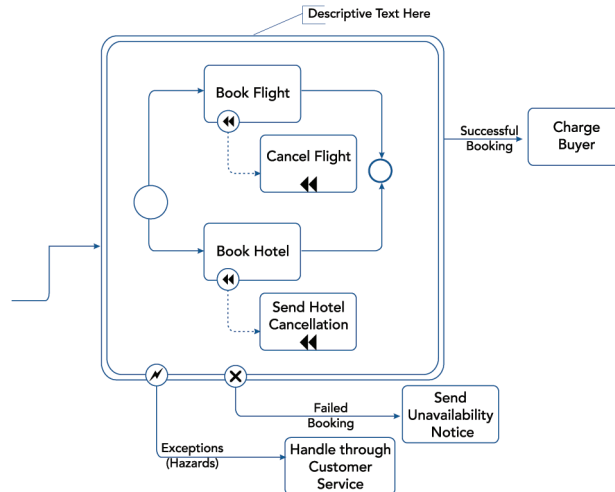 Descriptive Text Here
Book Flight
Cancel Flight
Successful
Booking
Charge
Buyer
Book Hotel
Send Hotel
Cancellation
Failed
Booking
Send
Unavailability
Notice
Exceptions
(Hazards)
Handle through
Customer
Service